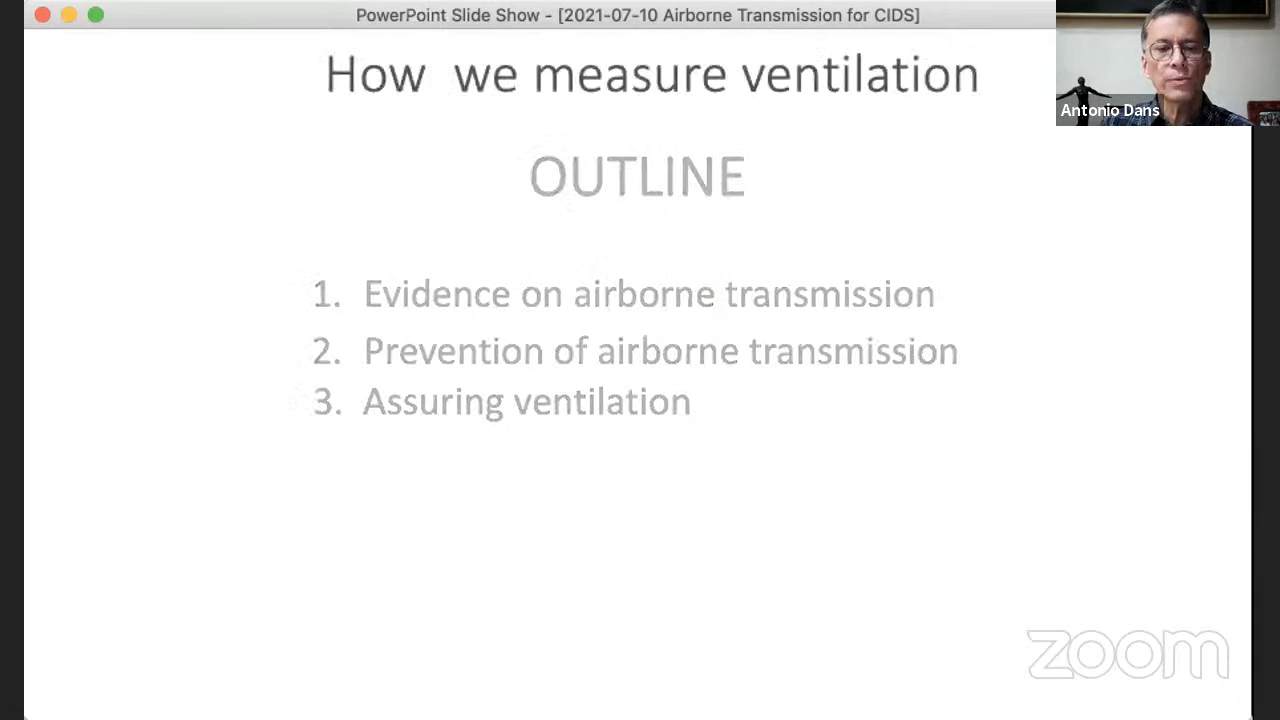 PowerPoint Slide Show - [2021-07-10 Airborne Transmission for CIDS]
How we measure ventilation
Antonio Dans
OUTLINE
1. Evidence on airborne transmission
2. Prevention of airborne transmission
3. Assuring ventilation
zoom